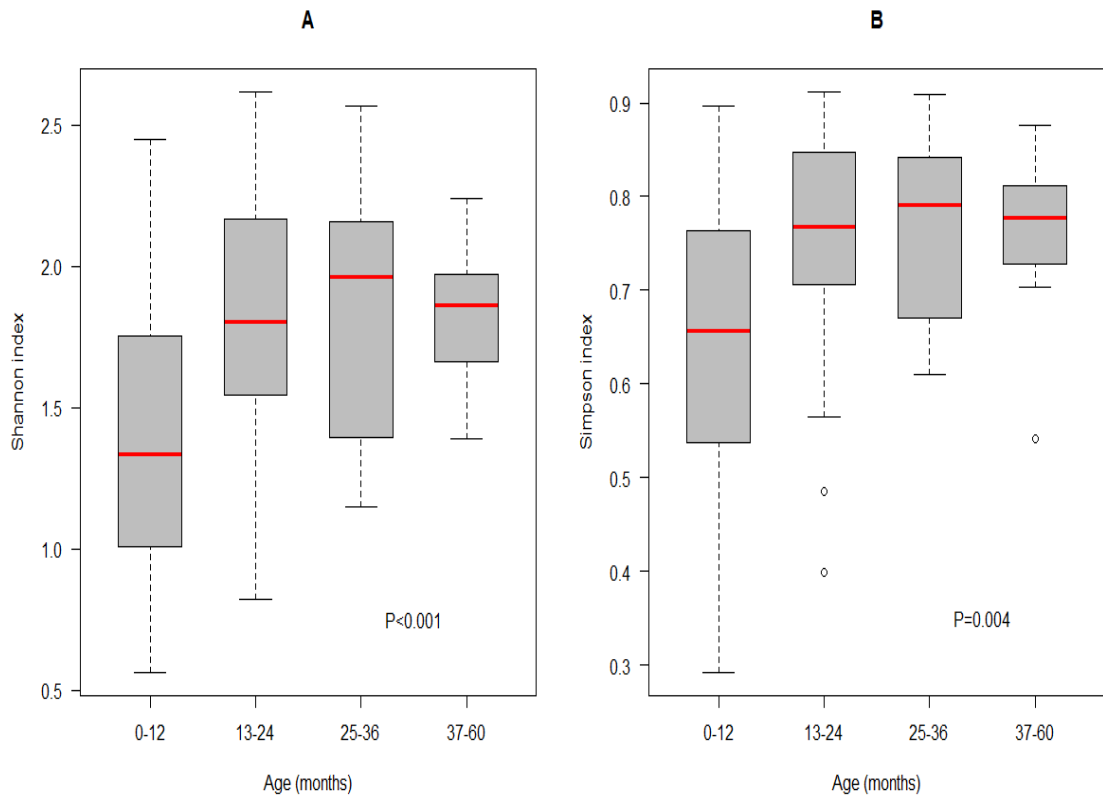 A
Shannon index
2.5
2.0
1.5
1.0
0.5
P<0.001
0-12 13-24 25-36 37-60
Age (months)
B
Simpson index
0.9
0.8
0.7
0.6
0.5
0.4
0.3
P=0.004
0-12 13-24 25-36 37-60
Age (months)